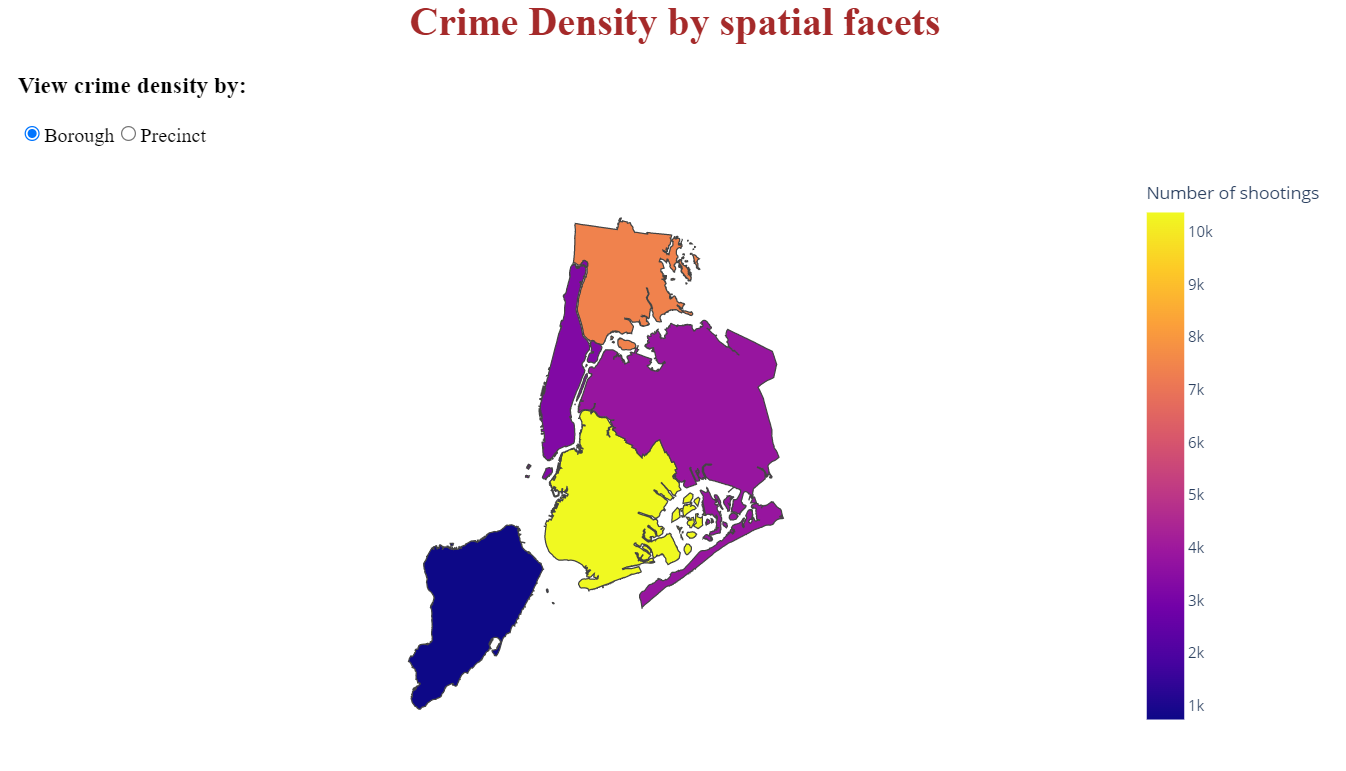 Crime Density by spatial facets
View crime density by:
Borough Precinct
Number of shootings
10k
9k
8k
7k
6k
5k
4k
3k
2k
1k